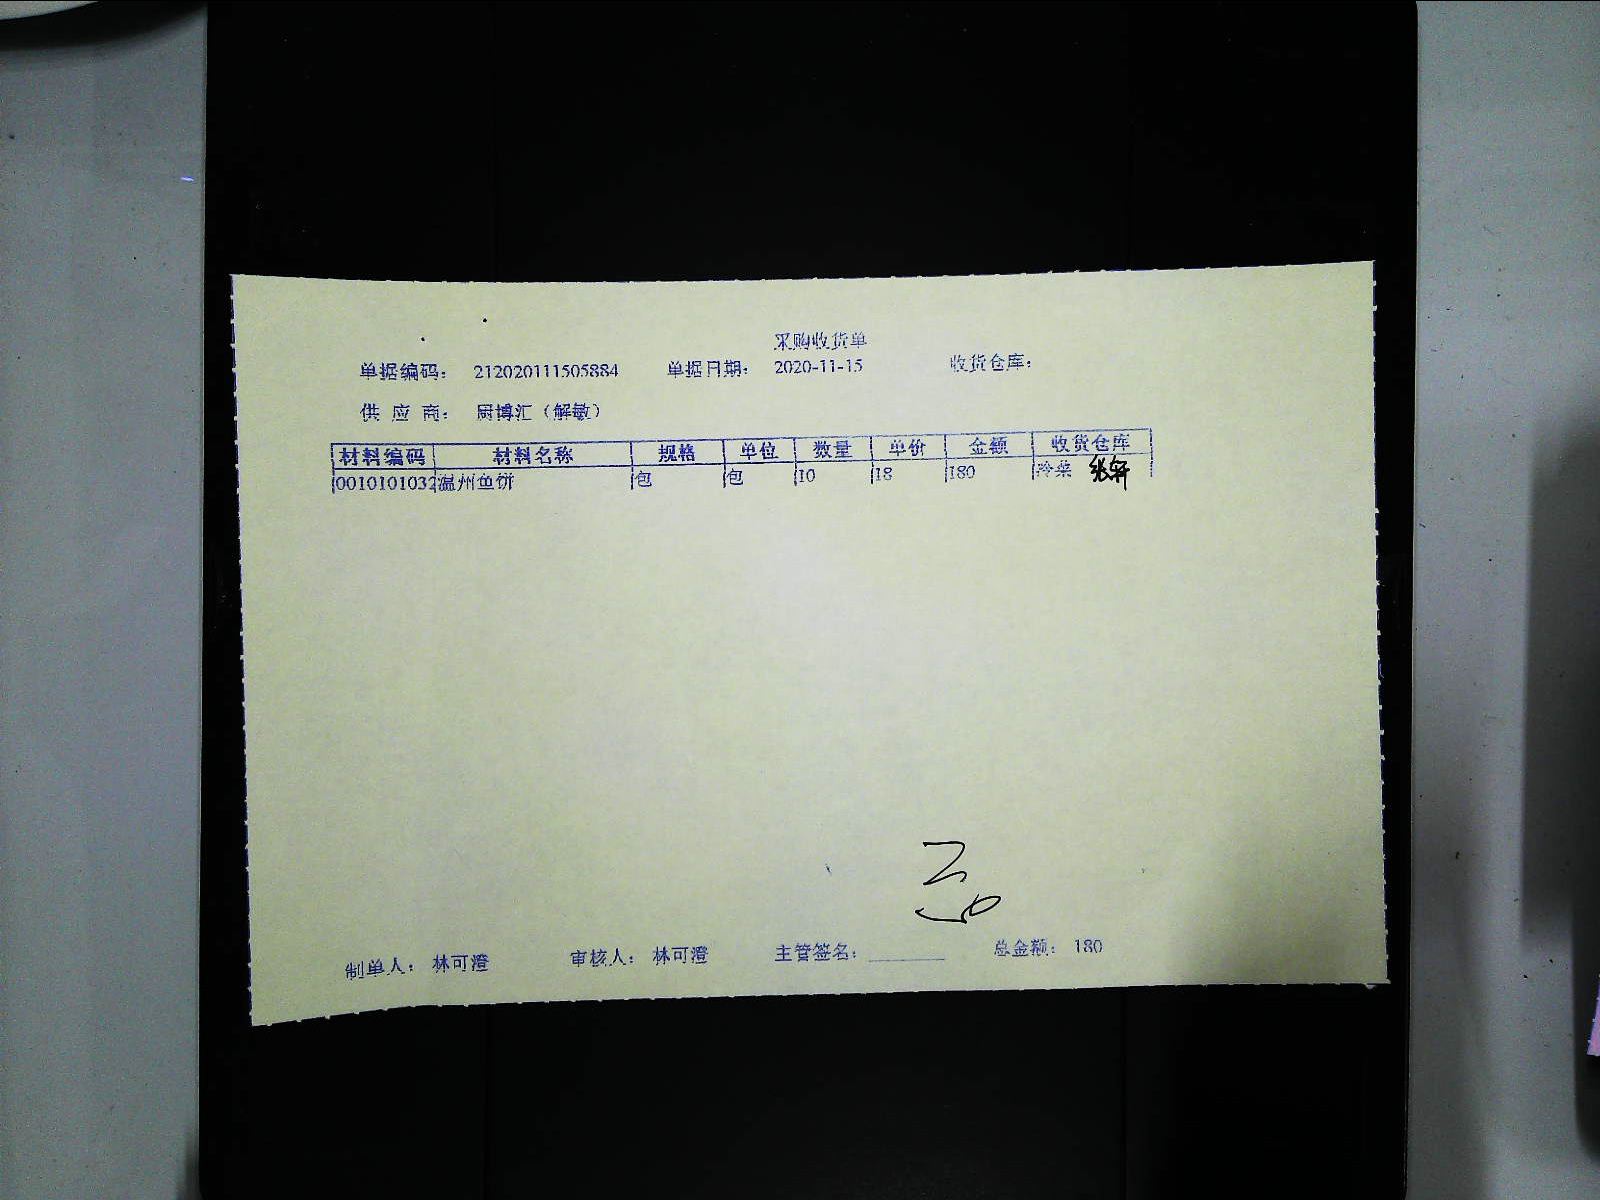 采购收货单
单据编码： 212020111505884 单据日期： 2020-11-15 收货仓库：
供 应 商： 厨博汇（解敏）
材料编码 材料名称 规格 单位 数量 单价 金额 收货仓库
0010101032 温州鱼饼 包 包 10 18 180 冷菜 张轩
制单人： 林可澄 审核人： 林可澄 主管签名： 总金额： 180